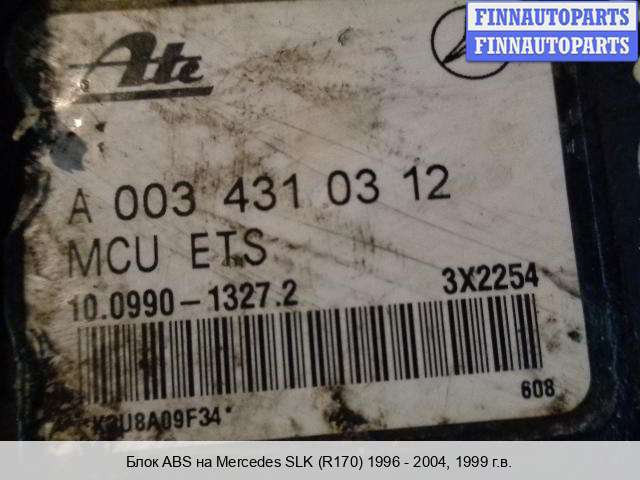 FINNAUTOPARTS
FINNAUTOPARTS
Ate
A 003 431 03 12
MCU ETS
10.0990-1327.2 3X2254
608
Блок ABS на Mercedes SLK (R170) 1996 - 2004, 1999 г.в.